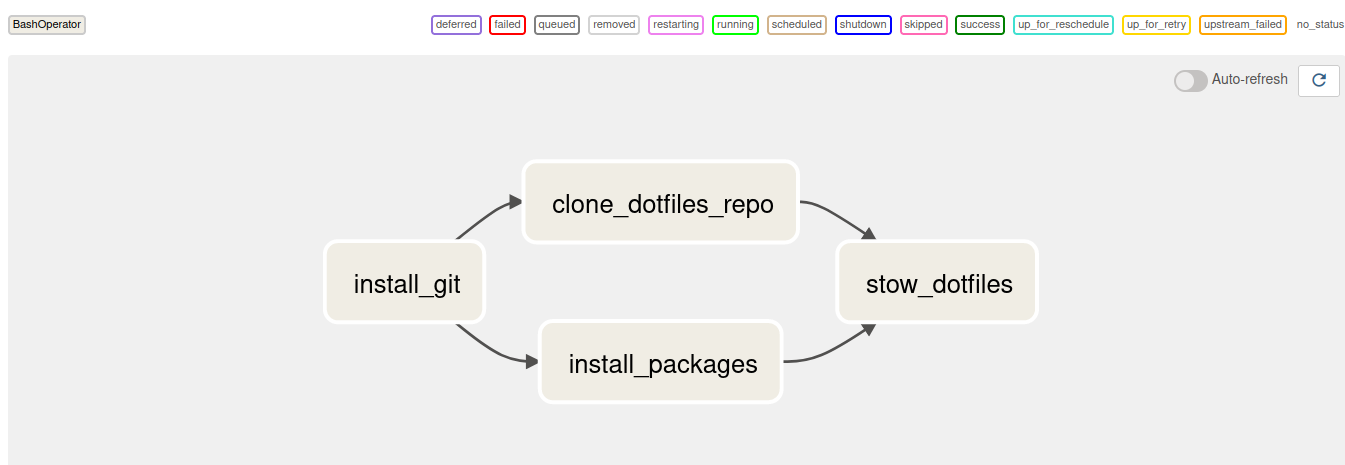 BashOperator deferred failed queued removed restarting running scheduled shutdown skipped success up_for_reschedule up_for_retry upstream_failed no_status
Auto-refresh
clone_dotfiles_repo
install_git
stow_dotfiles
install_packages